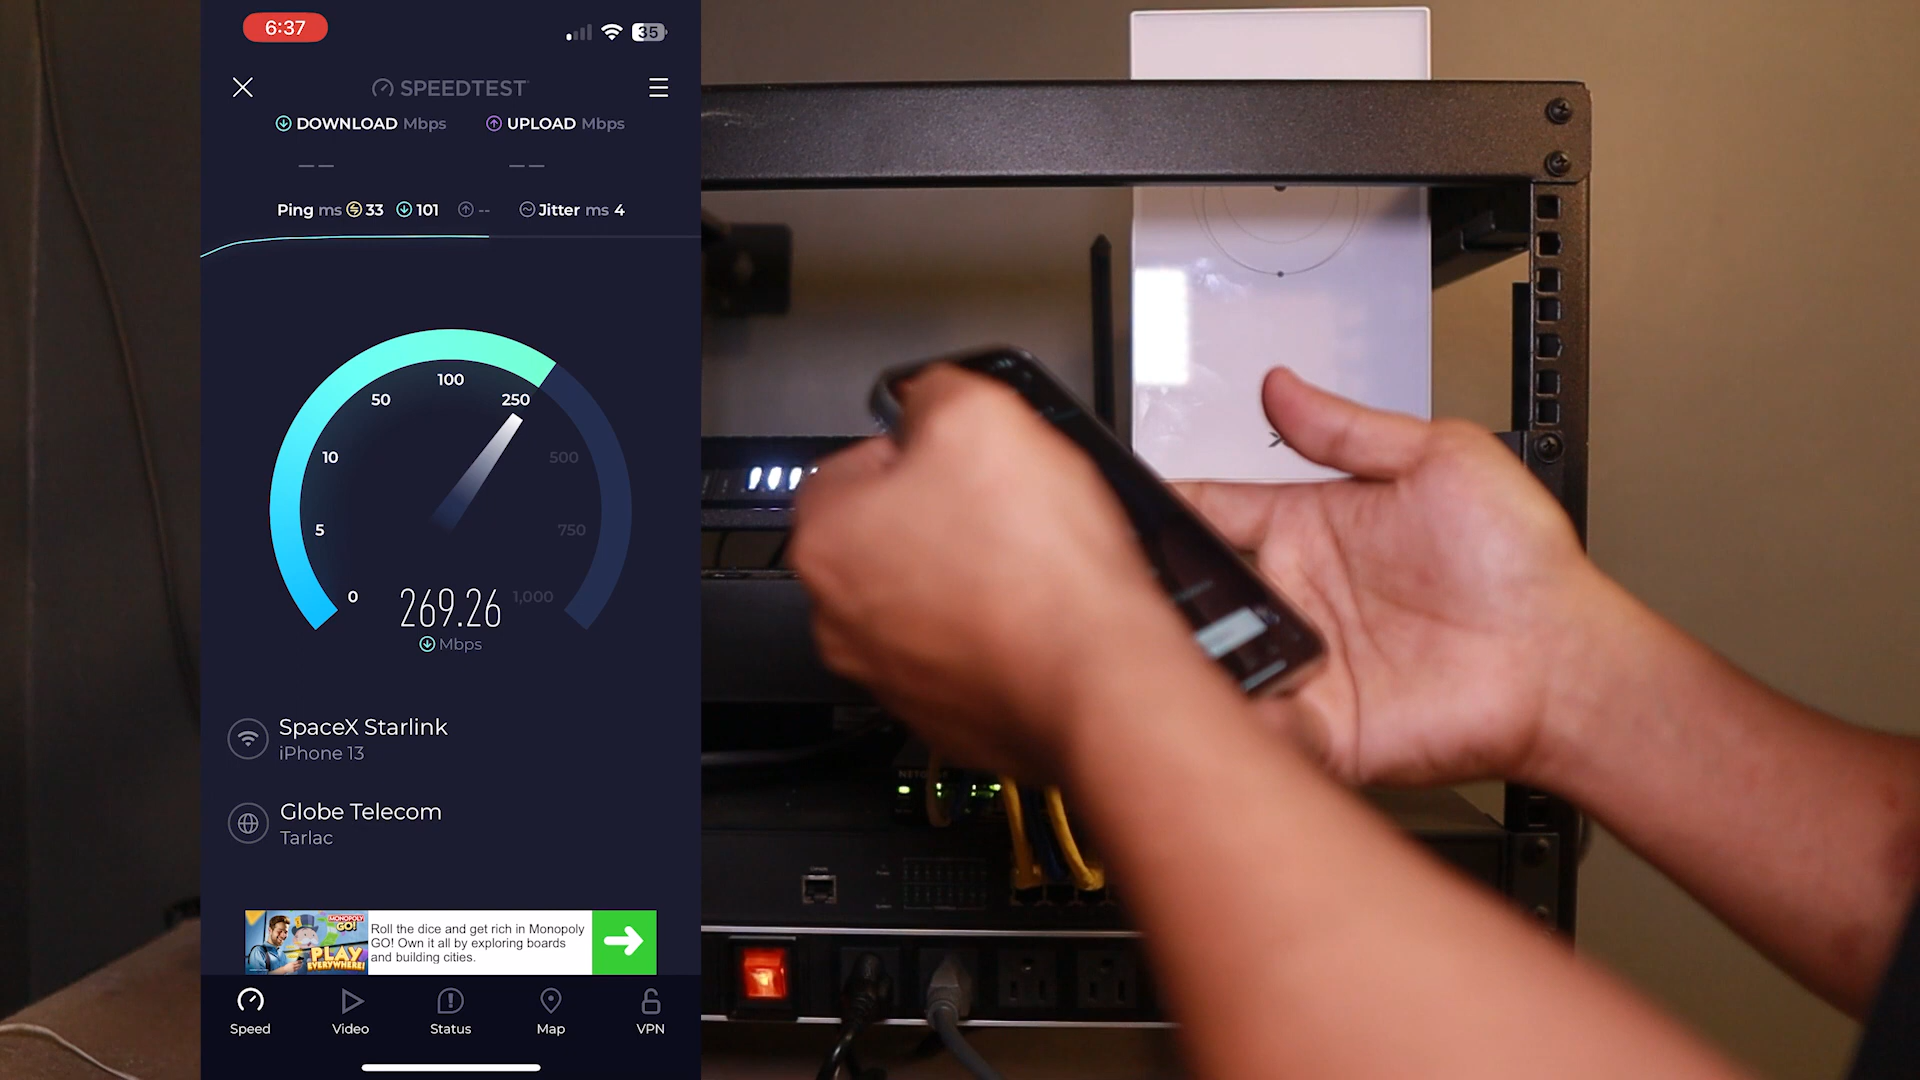 6:37
35
SPEEDTEST
DOWNLOAD Mbps UPLOAD Mbps
— — — —
Ping ms 33 101 -- Jitter ms 4
0
5
10
50
100
250
500
750
1,000
269.26
Mbps
SpaceX Starlink
iPhone 13
Globe Telecom
Tarlac
MONOPOLY
GO!
PLAY
EVERYWHERE!
Roll the dice and get rich in Monopoly
GO! Own it all by exploring boards
and building cities.
Speed Video Status Map VPN